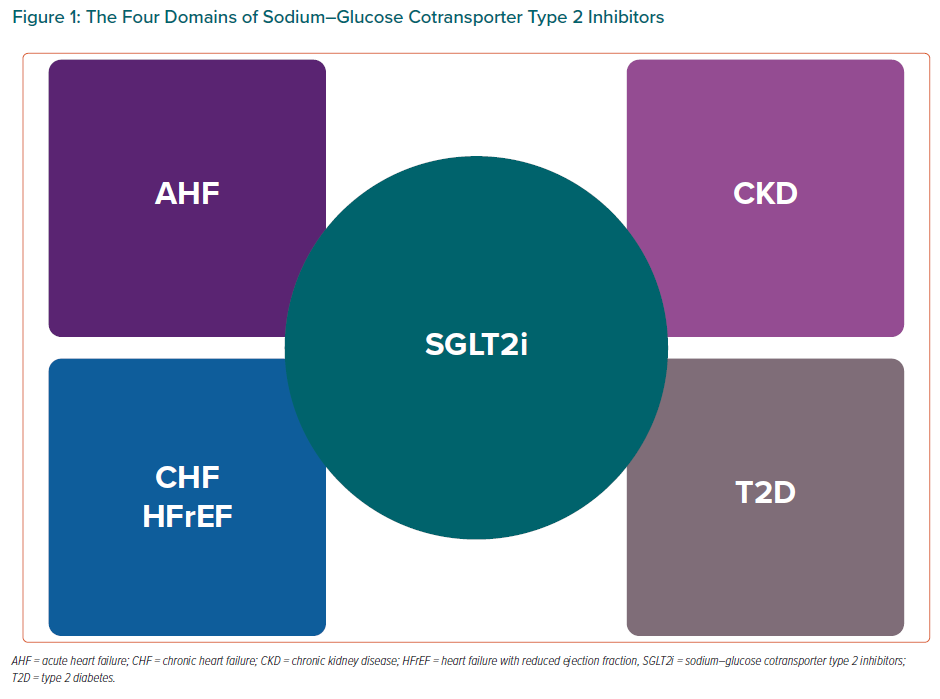 Figure 1: The Four Domains of Sodium–Glucose Cotransporter Type 2 Inhibitors
AHF
CKD
SGLT2i
CHF
HFrEF
T2D
AHF = acute heart failure; CHF = chronic heart failure; CKD = chronic kidney disease; HFrEF = heart failure with reduced ejection fraction, SGLT2i = sodium–glucose cotransporter type 2 inhibitors;
T2D = type 2 diabetes.